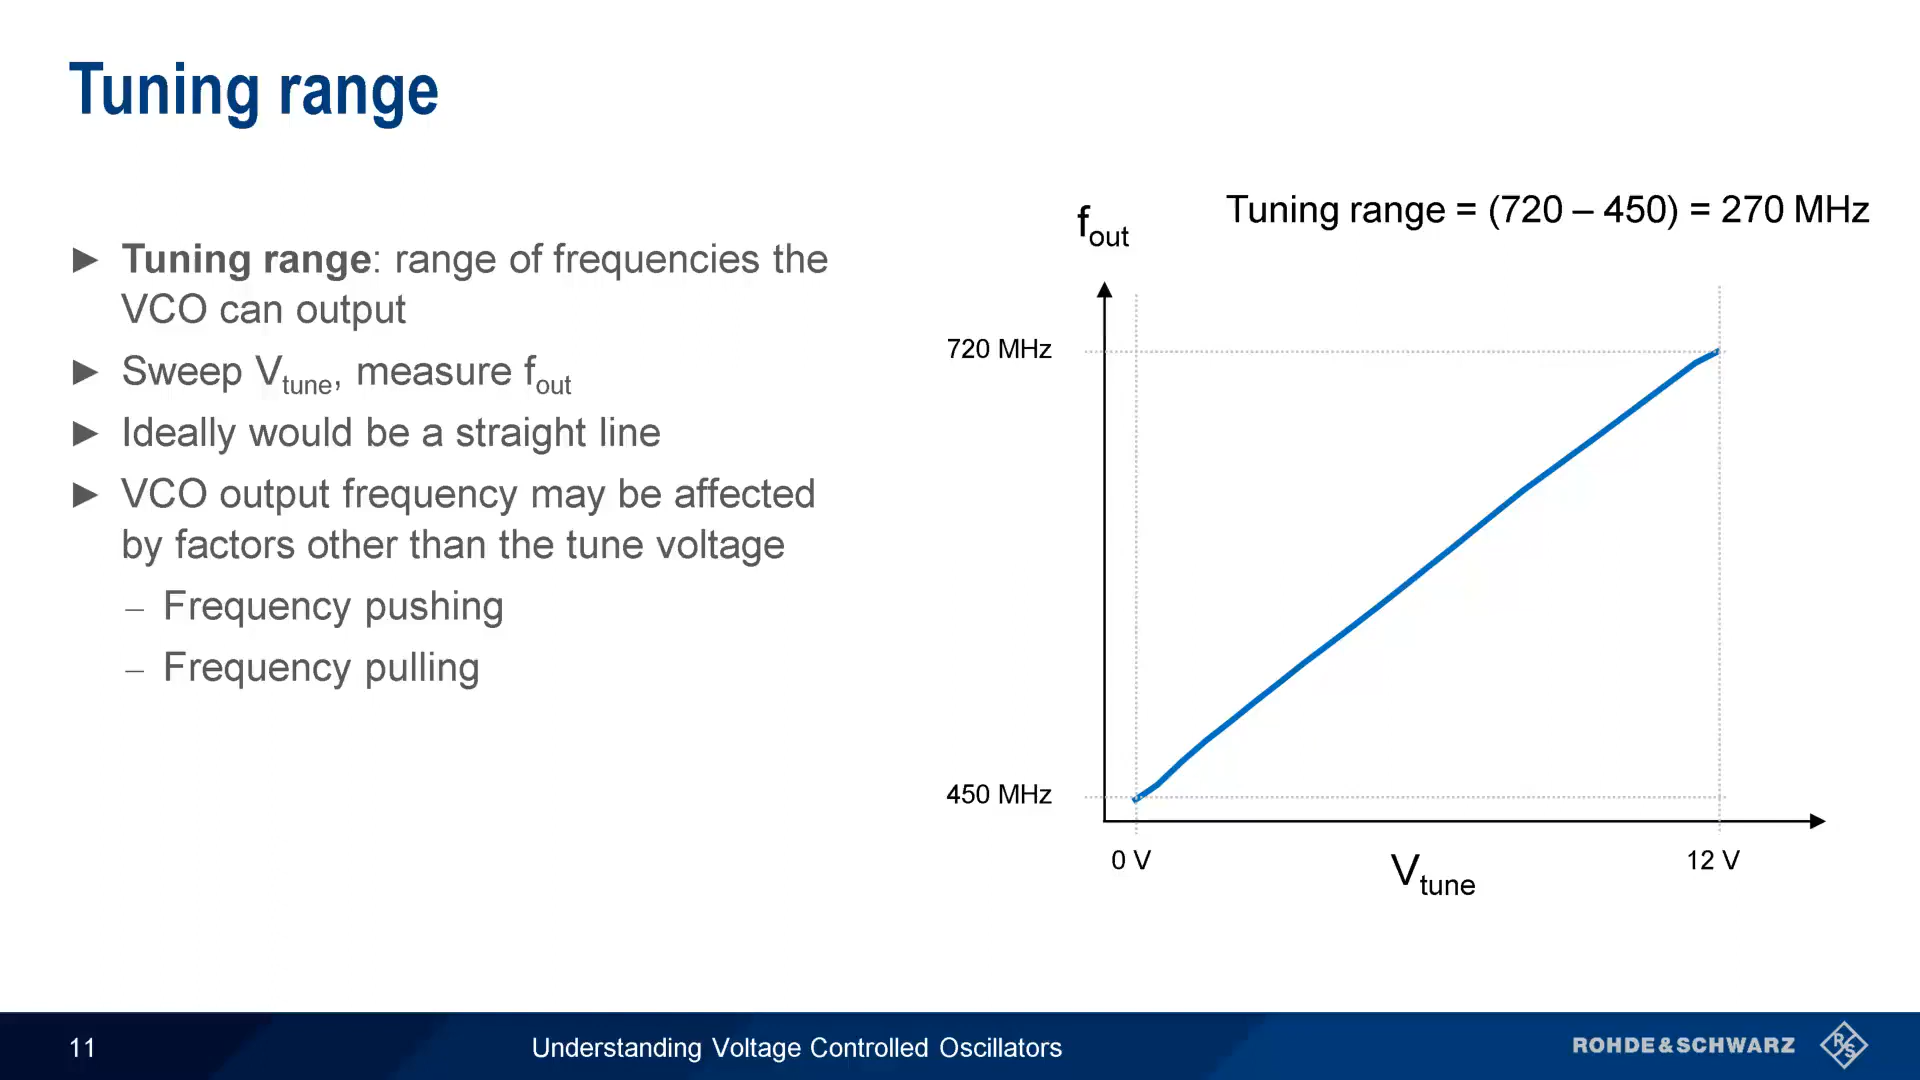 Tuning range
► Tuning range: range of frequencies the
VCO can output
► Sweep Vtune, measure fout
► Ideally would be a straight line
► VCO output frequency may be affected
by factors other than the tune voltage
– Frequency pushing
– Frequency pulling
Tuning range = (720 – 450) = 270 MHz
fout
720 MHz
450 MHz
0 V
Vtune
12 V
11
Understanding Voltage Controlled Oscillators
ROHDE&SCHWARZ
R&S